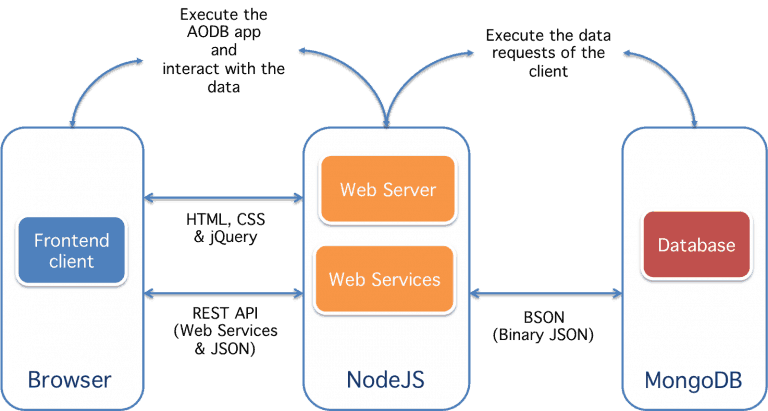 Execute the
AODB app
and
interact with the
data
Execute the data
requests of the
client
Web Server
HTML, CSS
& jQuery
Frontend
client
Database
Web Services
REST API
(Web Services
& JSON)
BSON
(Binary JSON)
Browser
NodeJS
MongoDB